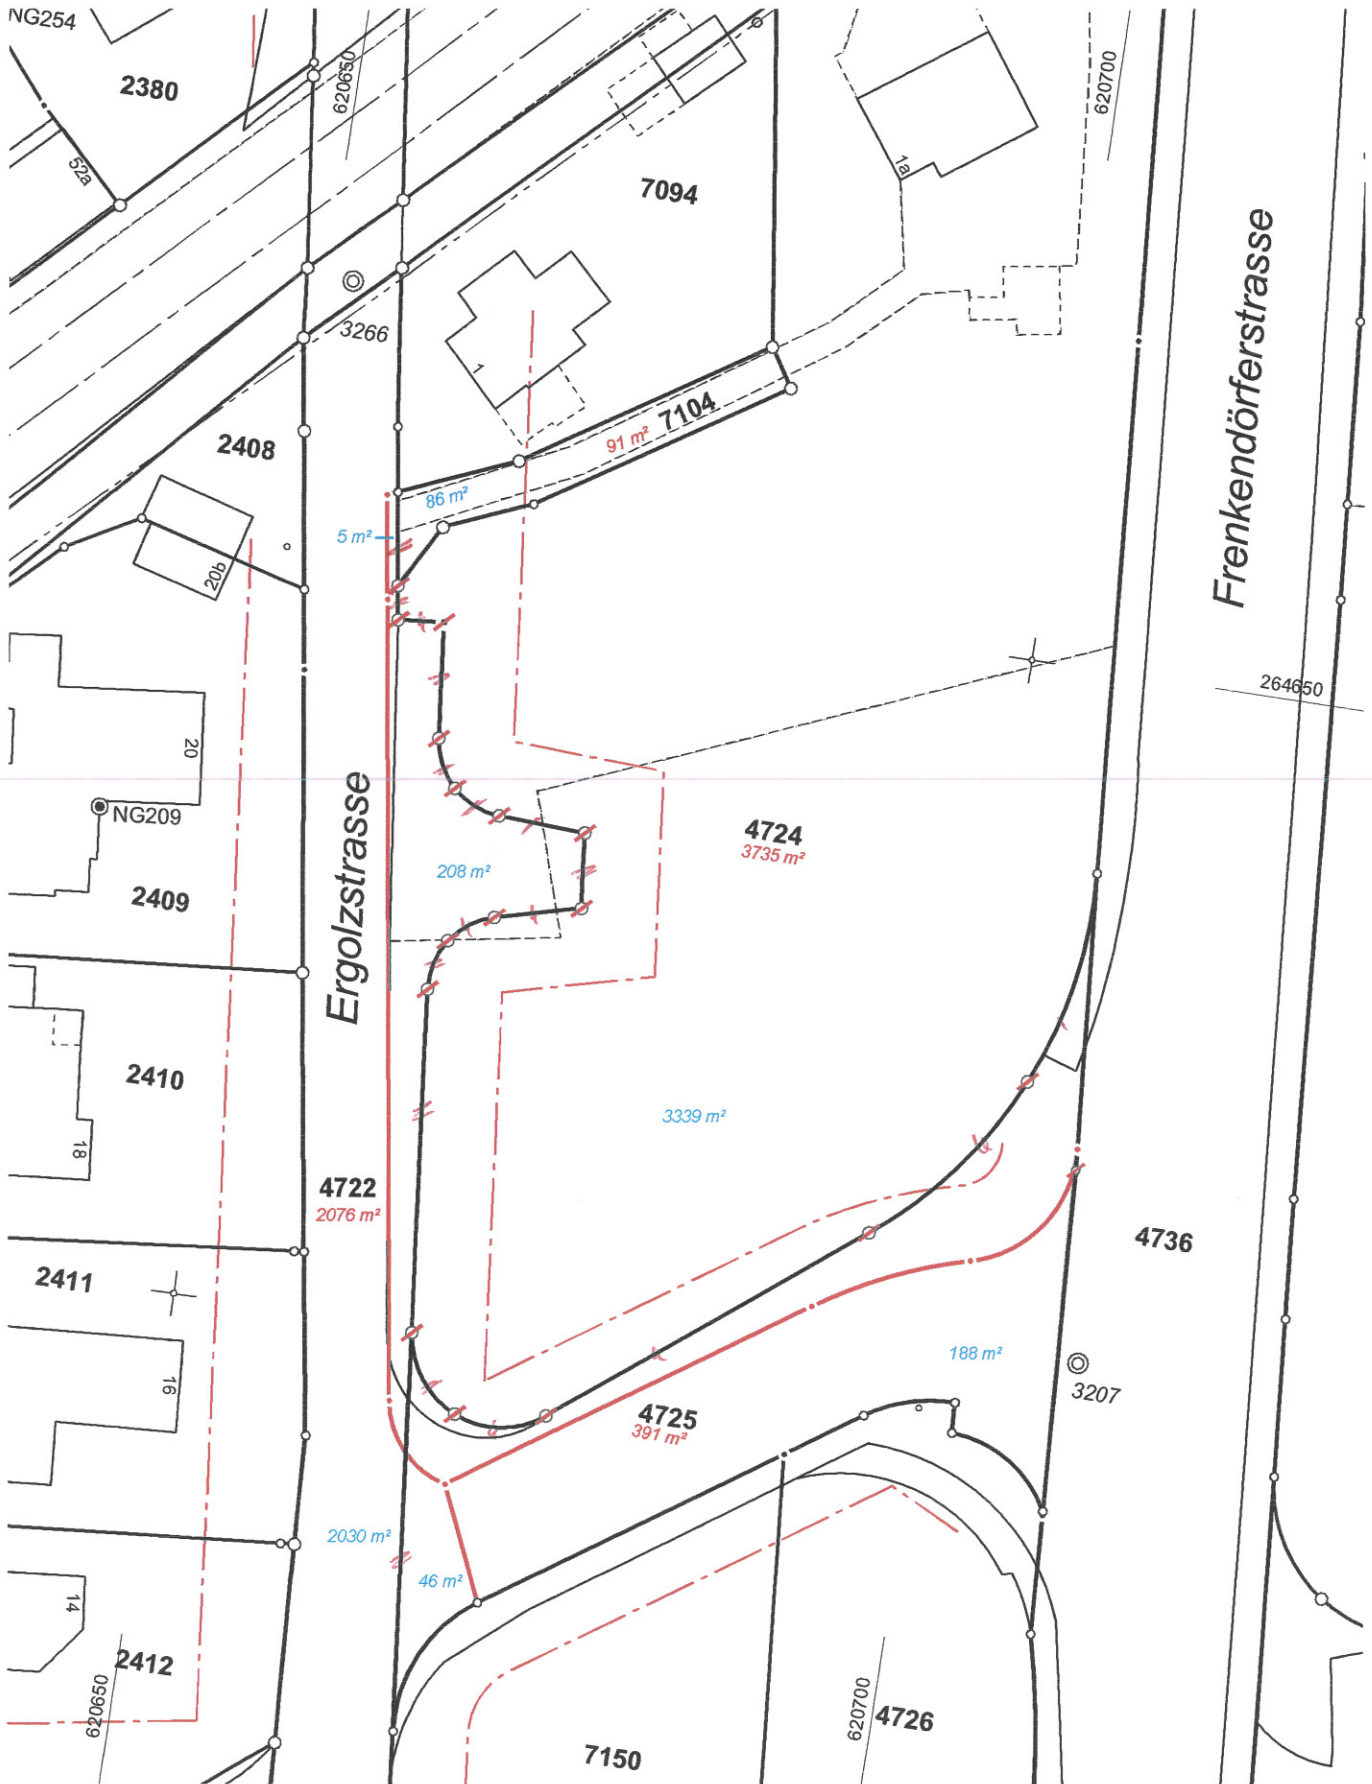 NG254
2380
620650
620700
52a
1a
7094
Frenkendörferstrasse
3266
1
7104
91 m²
2408
86 m²
5 m²
20b
264650
20
NG209
Ergolzstrasse
4724
3735 m²
208 m²
2409
2410
3339 m²
18
4722
2076 m²
4736
2411
188 m²
3207
16
4725
391 m²
2030 m²
46 m²
14
2412
620650
620700
4726
7150